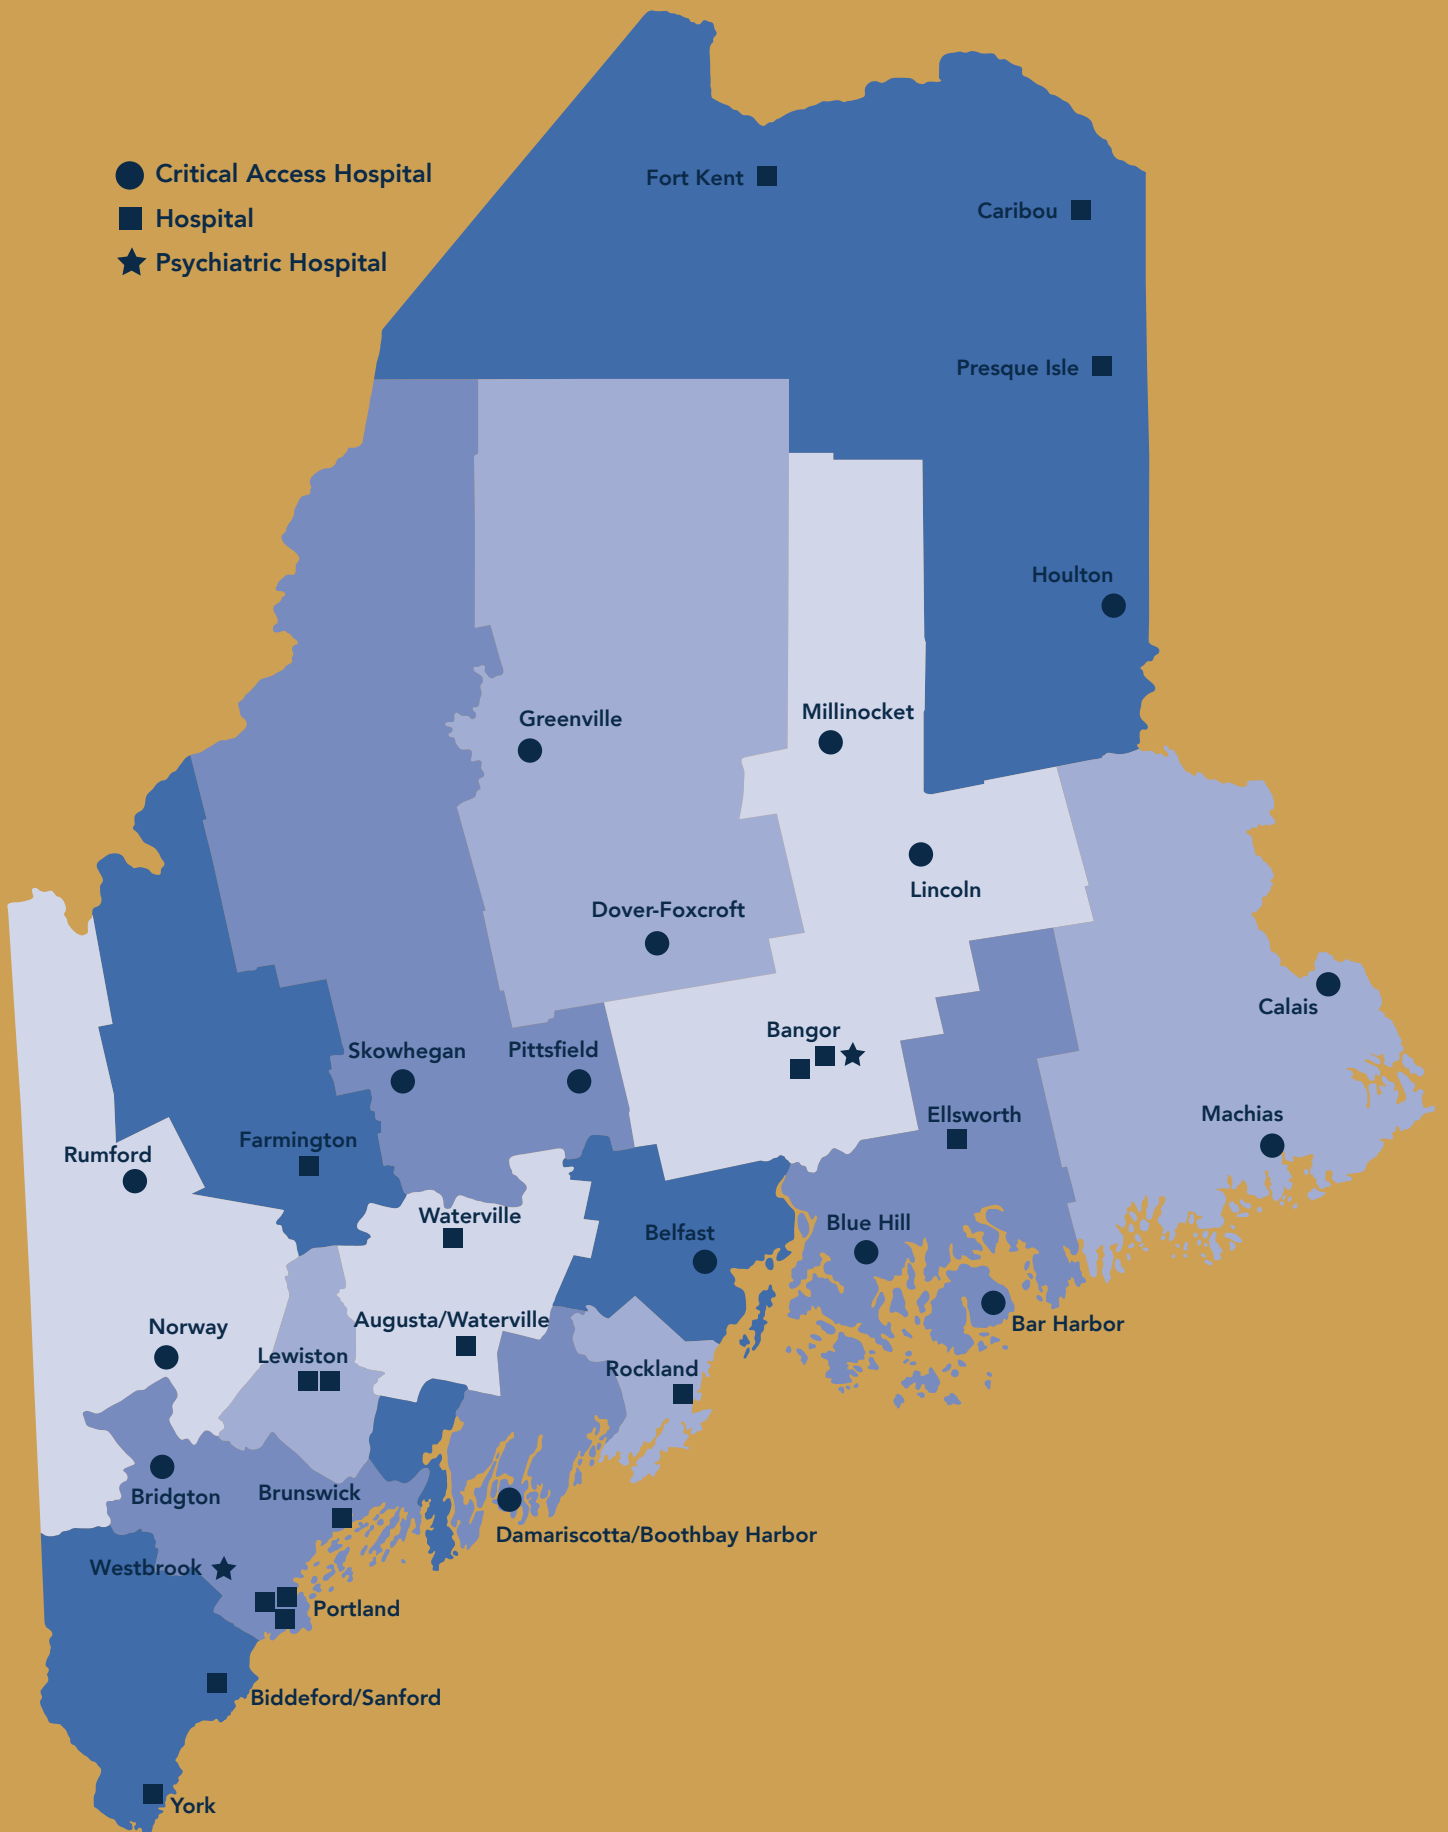 Critical Access Hospital
Hospital
Psychiatric Hospital
Fort Kent
Caribou
Presque Isle
Houlton
Greenville
Millinocket
Lincoln
Dover-Foxcroft
Calais
Bangor
Skowhegan
Pittsfield
Ellsworth
Machias
Farmington
Rumford
Waterville
Belfast
Blue Hill
Augusta/Waterville
Bar Harbor
Norway
Lewiston
Rockland
Bridgton
Brunswick
Damariscotta/Boothbay Harbor
Westbrook
Portland
Biddeford/Sanford
York